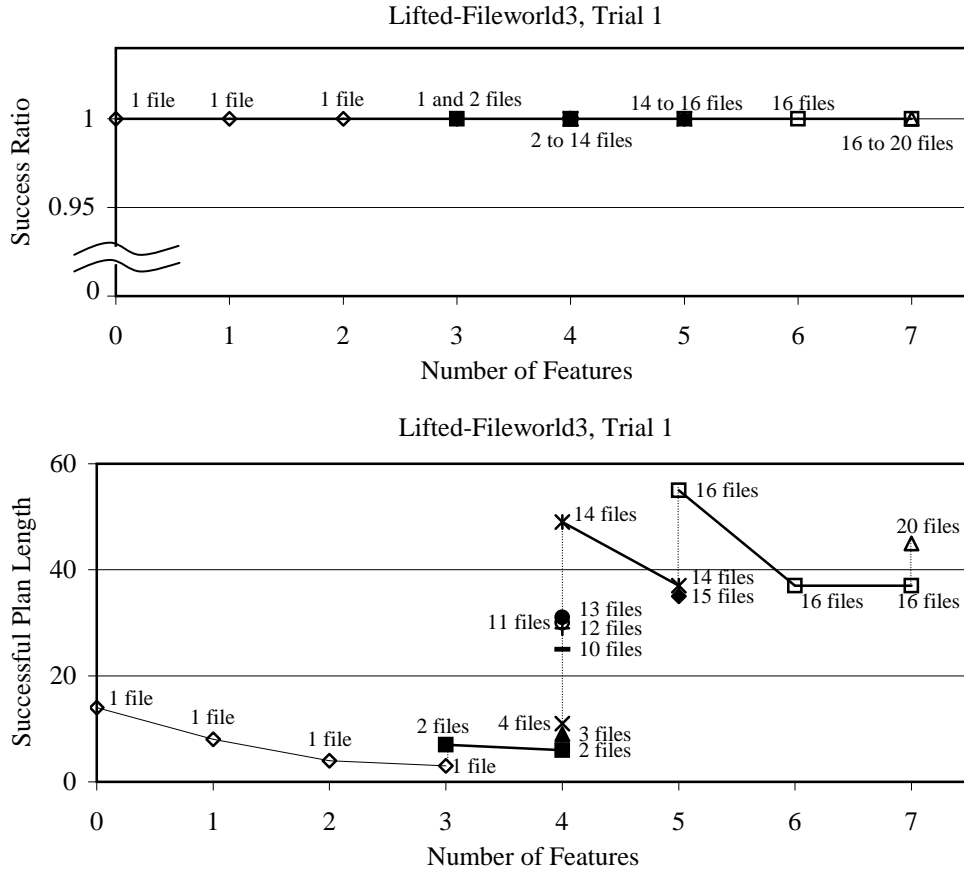 Lifted-Fileworld3, Trial 1
Success Ratio
1
0.95
0
1 file
1 file
1 file
1 and 2 files
2 to 14 files
14 to 16 files
16 files
16 to 20 files
0 1 2 3 4 5 6 7
Number of Features
Lifted-Fileworld3, Trial 1
Successful Plan Length
60
40
20
0
1 file
1 file
1 file
2 files
1 file
14 files
13 files
11 files
12 files
10 files
4 files
3 files
2 files
16 files
14 files
15 files
16 files
20 files
16 files
0 1 2 3 4 5 6 7
Number of Features